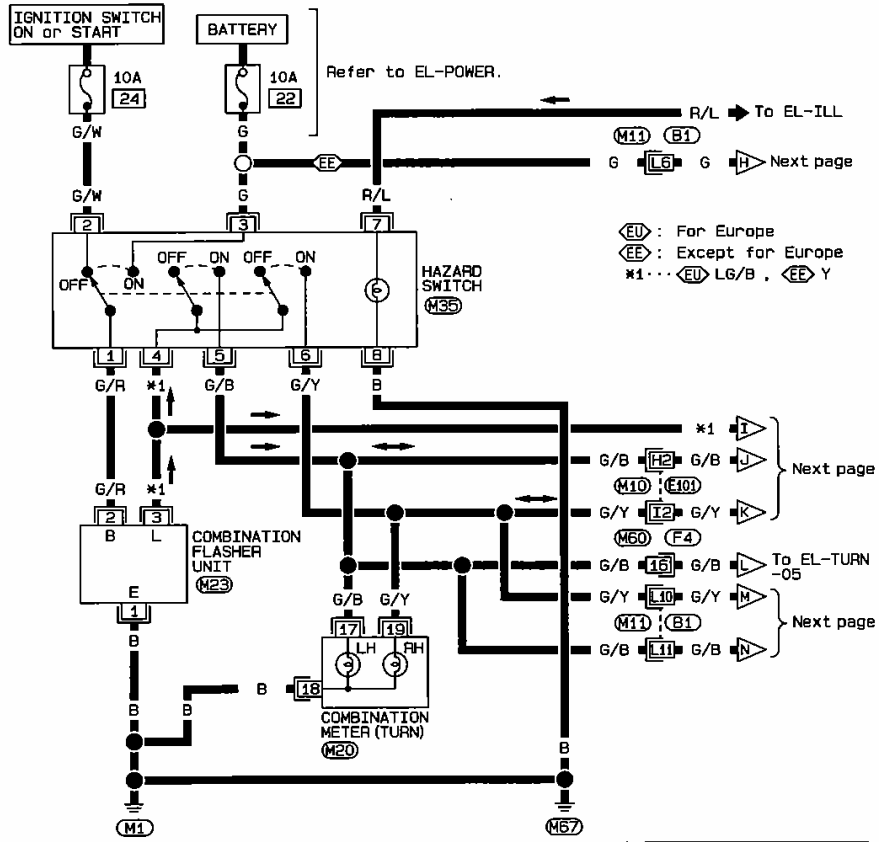 IGNITION SWITCH
ON or START
BATTERY
10A
24
10A
22
Refer to EL-POWER.
G/W
G
R/L
To EL-ILL
M11
B1
EE
G
L6
G
H
Next page
G/W
G
R/L
2
3
7
EU : For Europe
EE : Except for Europe
*1··· EU LG/B , EE Y
OFF
ON
OFF
ON
OFF
ON
HAZARD
SWITCH
M35
1
4
5
6
8
G/R
*1
G/B
G/Y
B
*1
I
G/B
H2
G/B
J
Next page
M10
E101
G/R
*1
G/Y
I2
G/Y
K
2
3
B
L
COMBINATION
FLASHER
UNIT
M23
E
1
M60
F4
G/B
16
G/B
L
To EL-TURN
-05
G/Y
L10
G/Y
M
M11
B1
Next page
G/B
L11
G/B
N
B
G/B
G/Y
17
19
LH
RH
B
18
B
B
COMBINATION
METER (TURN)
M20
B
M1
M67